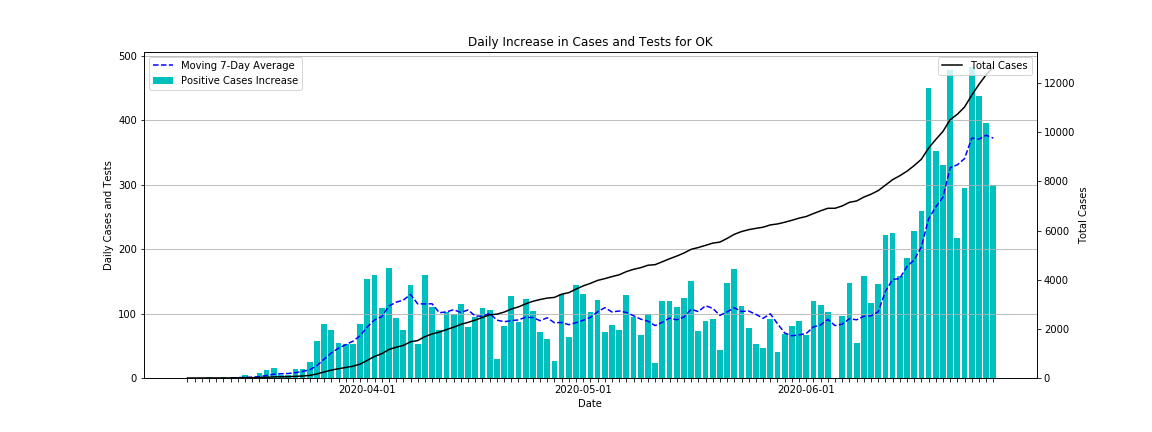 Daily Increase in Cases and Tests for OK
Moving 7-Day Average
Positive Cases Increase
Total Cases
500
400
300
200
100
0
12000
10000
8000
6000
4000
2000
0
Daily Cases and Tests
Total Cases
2020-04-01
2020-05-01
2020-06-01
Date